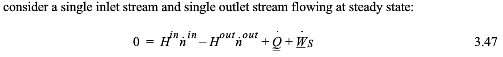 consider a single inlet stream and single outlet stream flowing at steady state:
0 = H^in ṅ^in – H^out ṅ^out + Q̇ + Ẇs 3.47